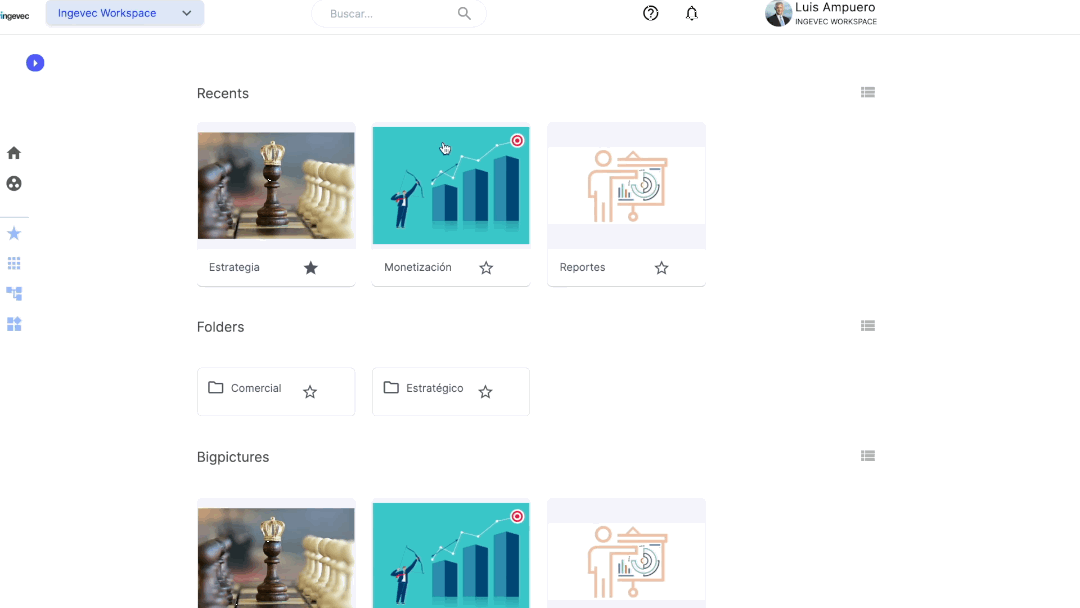 ingevec
Ingevec Workspace
Buscar...
Luis Ampuero
INGEVEC WORKSPACE
Recents
Estrategia
Monetización
Reportes
Folders
Comercial
Estratégico
Bigpictures